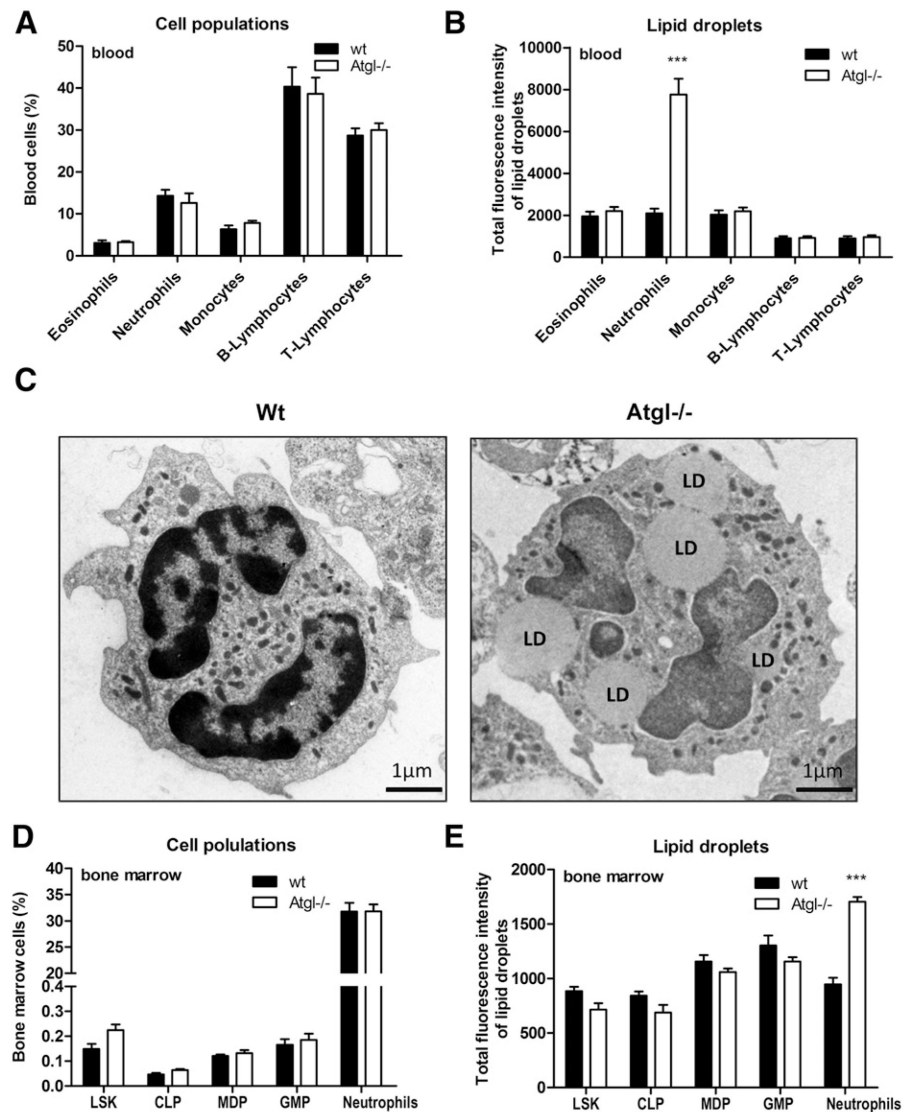 A
Cell populations
blood
wt
Atgl-/-
Blood cells (%)
50
40
30
20
10
0
Eosinophils
Neutrophils
Monocytes
B-Lymphocytes
T-Lymphocytes
B
Lipid droplets
blood
wt
Atgl-/-
***
Total fluorescence intensity
of lipid droplets
10000
8000
6000
4000
2000
0
Eosinophils
Neutrophils
Monocytes
B-Lymphocytes
T-Lymphocytes
C
Wt
Atgl-/-
1µm
LD
LD
LD
LD
LD
1µm
D
Cell polulations
bone marrow
wt
Atgl-/-
Bone marrow cells (%)
40
35
30
25
20
0.4
0.3
0.2
0.1
0.0
LSK
CLP
MDP
GMP
Neutrophils
E
Lipid droplets
bone marrow
wt
Atgl-/-
***
Total fluorescence intensity
of lipid droplets
2000
1500
1000
500
0
LSK
CLP
MDP
GMP
Neutrophils